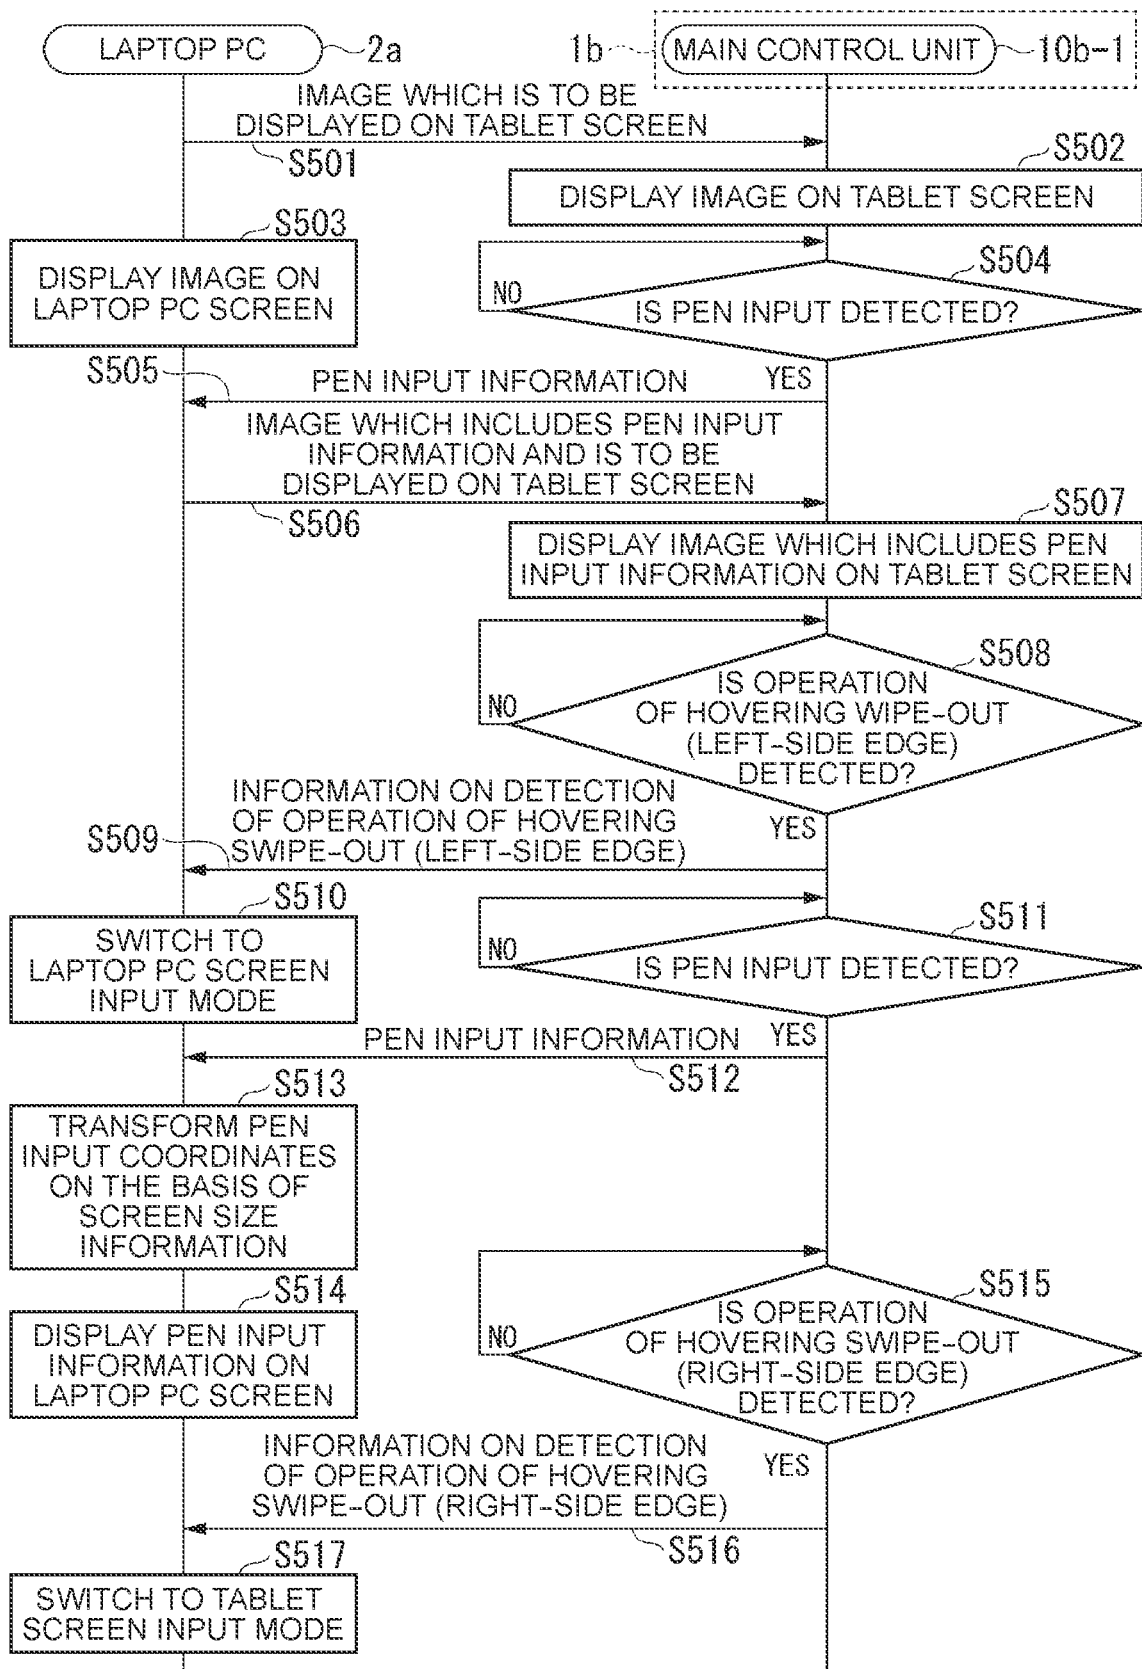 LAPTOP PC
2a
1b
MAIN CONTROL UNIT
10b-1
IMAGE WHICH IS TO BE
DISPLAYED ON TABLET SCREEN
S501
S502
DISPLAY IMAGE ON TABLET SCREEN
S503
DISPLAY IMAGE ON
LAPTOP PC SCREEN
S504
NO
IS PEN INPUT DETECTED?
YES
S505
PEN INPUT INFORMATION
IMAGE WHICH INCLUDES PEN INPUT
INFORMATION AND IS TO BE
DISPLAYED ON TABLET SCREEN
S506
S507
DISPLAY IMAGE WHICH INCLUDES PEN
INPUT INFORMATION ON TABLET SCREEN
S508
NO
IS OPERATION
OF HOVERING WIPE-OUT
(LEFT-SIDE EDGE)
DETECTED?
YES
INFORMATION ON DETECTION
OF OPERATION OF HOVERING
SWIPE-OUT (LEFT-SIDE EDGE)
S509
S510
SWITCH TO
LAPTOP PC SCREEN
INPUT MODE
S511
NO
IS PEN INPUT DETECTED?
YES
PEN INPUT INFORMATION
S512
S513
TRANSFORM PEN
INPUT COORDINATES
ON THE BASIS OF
SCREEN SIZE
INFORMATION
S514
DISPLAY PEN INPUT
INFORMATION ON
LAPTOP PC SCREEN
S515
NO
IS OPERATION
OF HOVERING SWIPE-OUT
(RIGHT-SIDE EDGE)
DETECTED?
YES
INFORMATION ON DETECTION
OF OPERATION OF HOVERING
SWIPE-OUT (RIGHT-SIDE EDGE)
S516
S517
SWITCH TO TABLET
SCREEN INPUT MODE